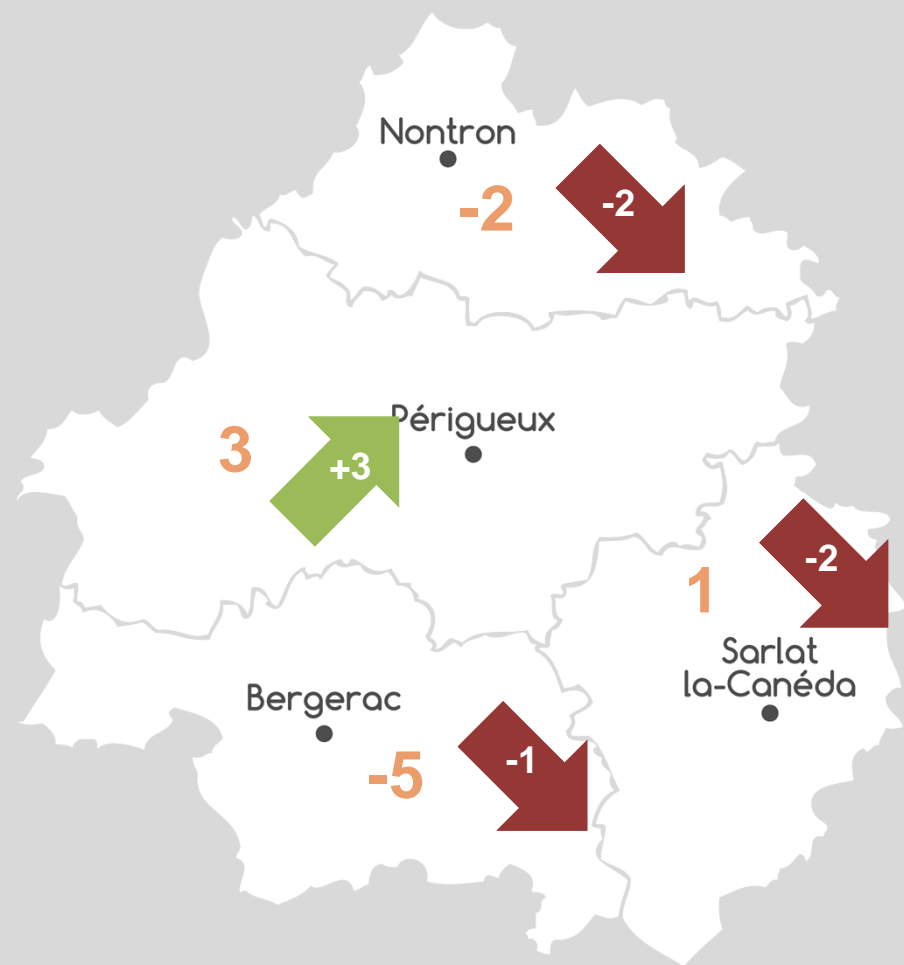 Nontron
-2
-2
Périgueux
3
+3
-2
1
Sarlat
la-Canéda
Bergerac
-5
-1